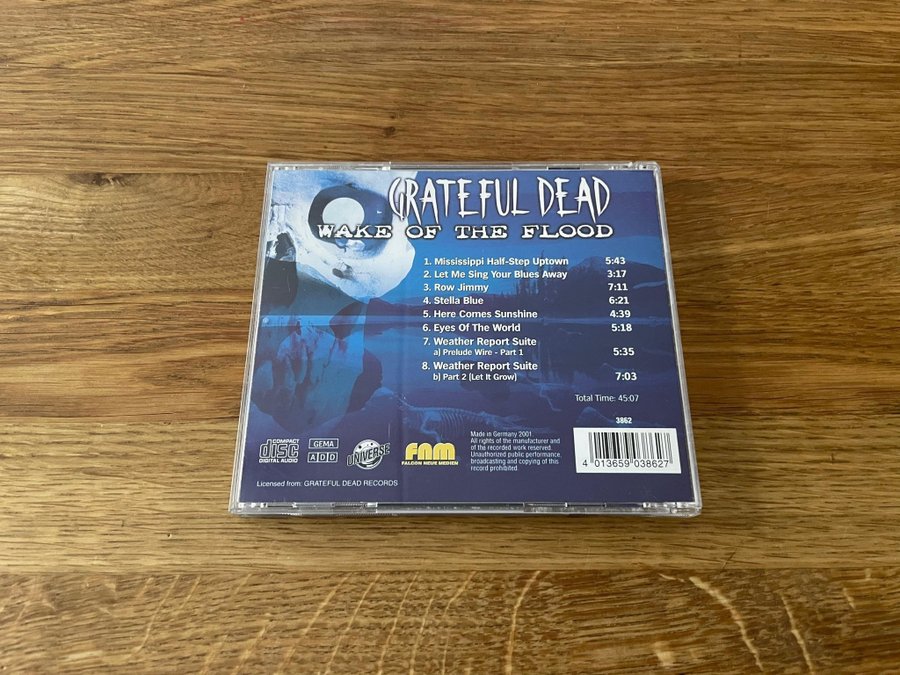 GRATEFUL DEAD
WAKE OF THE FLOOD
1. Mississippi Half-Step Uptown 5:43
2. Let Me Sing Your Blues Away 3:17
3. Row Jimmy 7:11
4. Stella Blue 6:21
5. Here Comes Sunshine 4:39
6. Eyes Of The World 5:18
7. Weather Report Suite
a) Prelude Wire - Part 1 5:35
8. Weather Report Suite
b) Part 2 (Let It Grow) 7:03
Total Time: 45:07
3862
COMPACT
disc
DIGITAL AUDIO
GEMA
ADD
UNIVERSE
FNM
FALCON NEUE MEDIEN
Made in Germany 2001
All rights of the manufacturer and
of the recorded work reserved.
Unauthorized public performance,
broadcasting and copying of this
record prohibited
4 013659 038627
Licensed from: GRATEFUL DEAD RECORDS